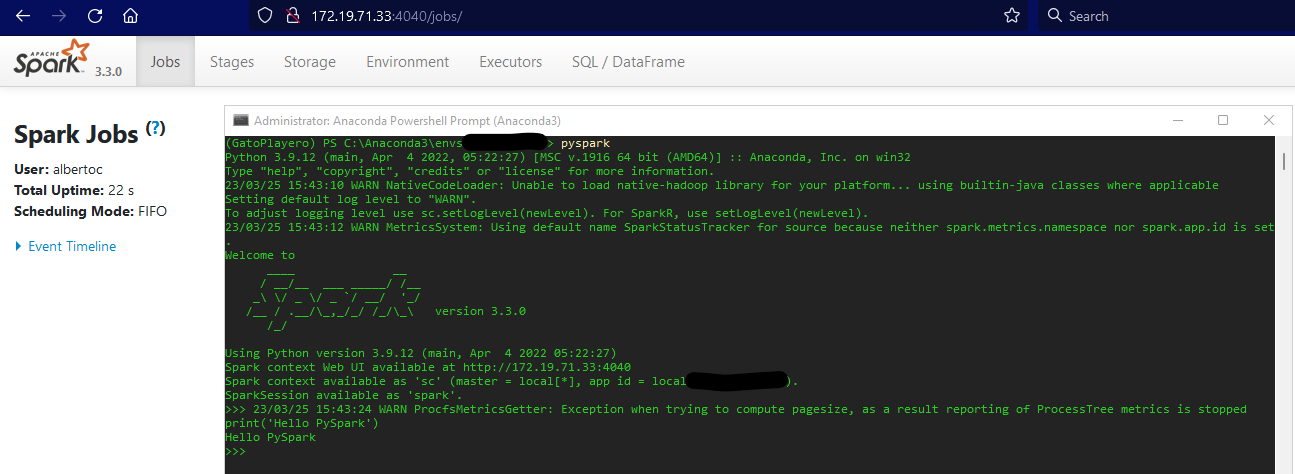 172.19.71.33:4040/jobs/
Search
APACHE Spark 3.3.0 Jobs Stages Storage Environment Executors SQL / DataFrame
Spark Jobs (?)
User: albertoc
Total Uptime: 22 s
Scheduling Mode: FIFO
Event Timeline
Administrator: Anaconda Powershell Prompt (Anaconda3)
(GatoPlayero) PS C:\Anaconda3\envs > pyspark
Python 3.9.12 (main, Apr  4 2022, 05:22:27) [MSC v.1916 64 bit (AMD64)] :: Anaconda, Inc. on win32
Type "help", "copyright", "credits" or "license" for more information.
23/03/25 15:43:10 WARN NativeCodeLoader: Unable to load native-hadoop library for your platform... using builtin-java classes where applicable
Setting default log level to "WARN".
To adjust logging level use sc.setLogLevel(newLevel). For SparkR, use setLogLevel(newLevel).
23/03/25 15:43:12 WARN MetricsSystem: Using default name SparkStatusTracker for source because neither spark.metrics.namespace nor spark.app.id is set
.
Welcome to
      ____              __
     / __/__  ___ _____/ /__
    _\ \/ _ \/ _ `/ __/  '_/
   /__ / .__/\_,_/_/ /_/\_\   version 3.3.0
      /_/
Using Python version 3.9.12 (main, Apr  4 2022 05:22:27)
Spark context Web UI available at http://172.19.71.33:4040
Spark context available as 'sc' (master = local[*], app id = local ).
SparkSession available as 'spark'.
>>> 23/03/25 15:43:24 WARN ProcfsMetricsGetter: Exception when trying to compute pagesize, as a result reporting of ProcessTree metrics is stopped
print('Hello PySpark')
Hello PySpark
>>>